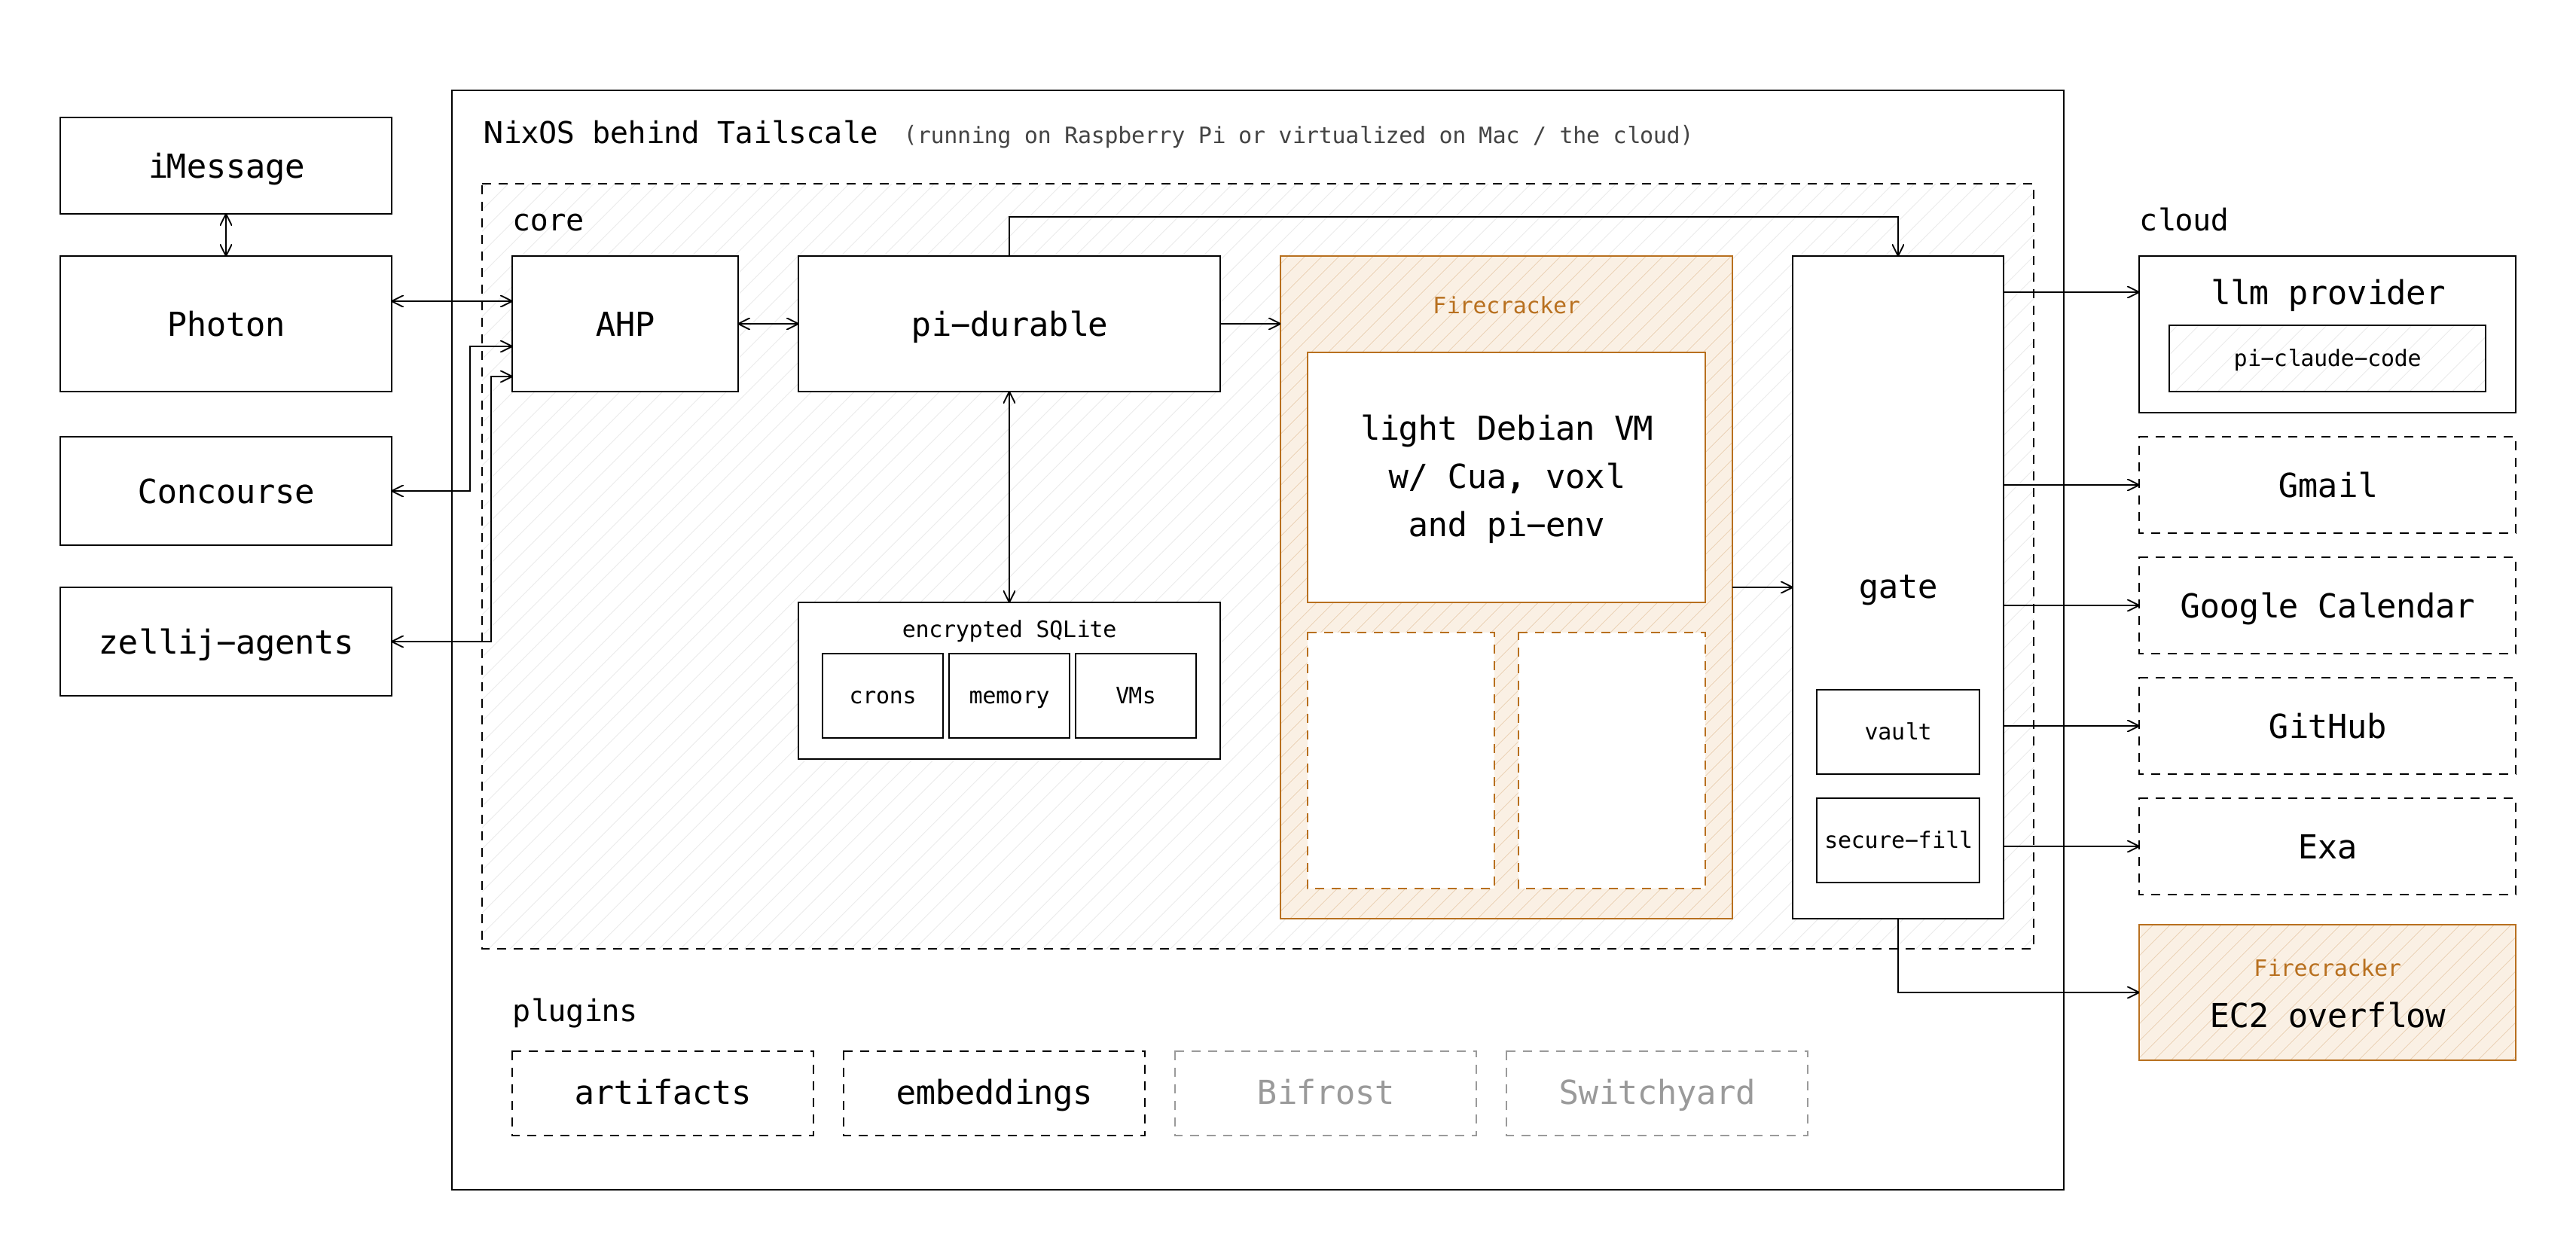 iMessage
Photon
Concourse
zellij-agents
NixOS behind Tailscale (running on Raspberry Pi or virtualized on Mac / the cloud)
core
AHP
pi-durable
encrypted SQLite
crons
memory
VMs
Firecracker
light Debian VM
w/ Cua, voxl
and pi-env
gate
vault
secure-fill
plugins
artifacts
embeddings
Bifrost
Switchyard
cloud
llm provider
pi-claude-code
Gmail
Google Calendar
GitHub
Exa
Firecracker
EC2 overflow